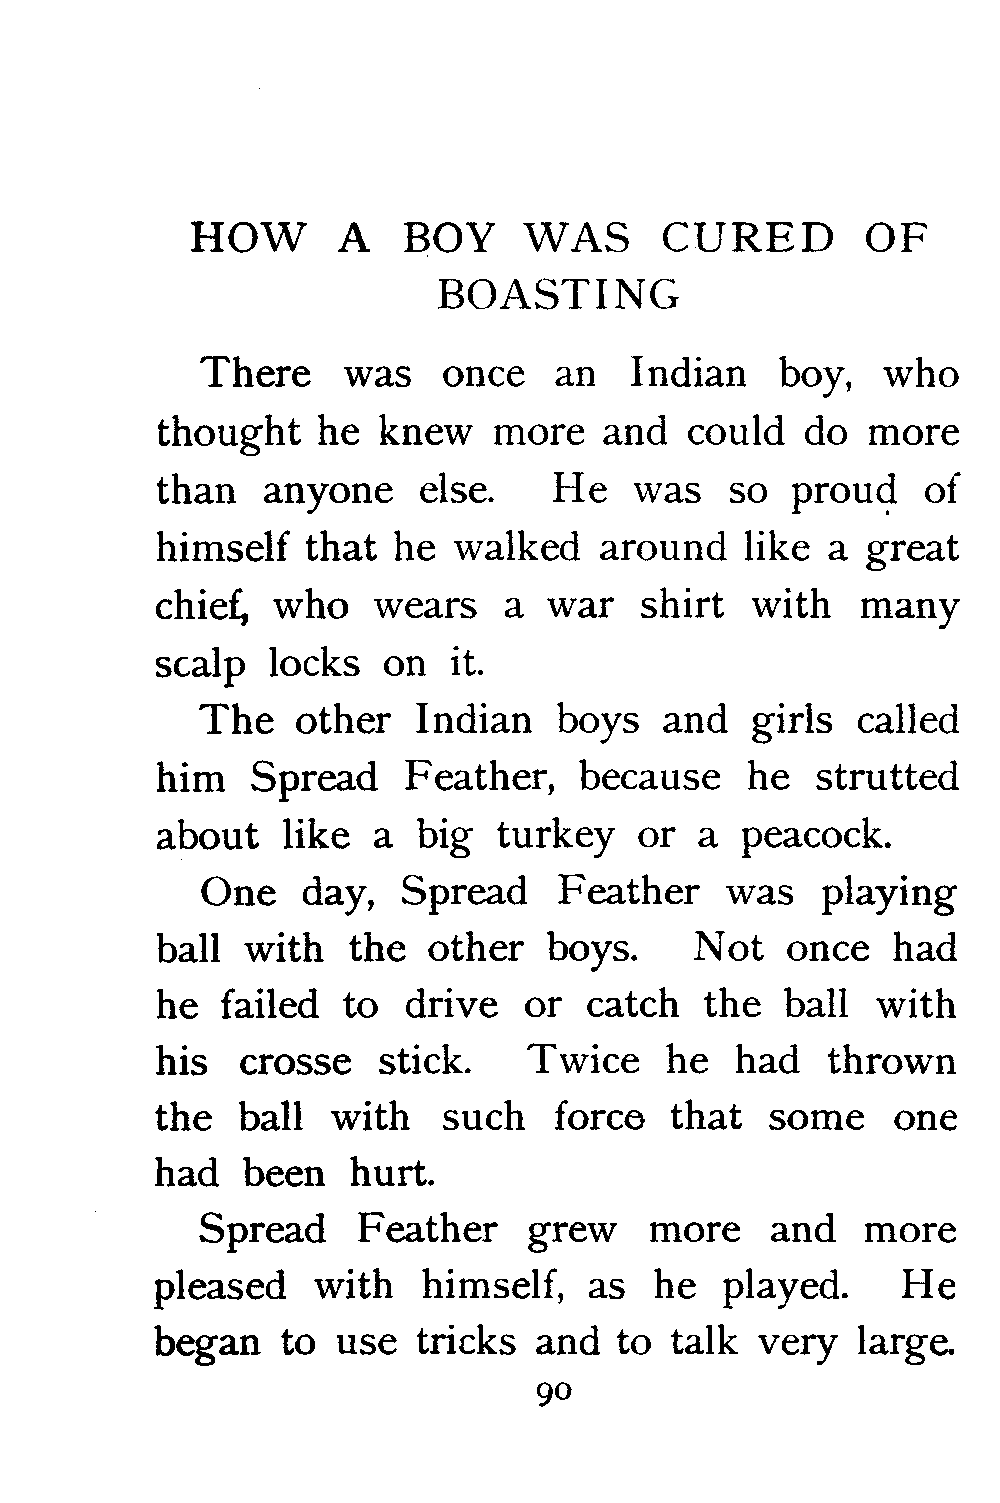 HOW A BOY WAS CURED OF
BOASTING
There was once an Indian boy, who
thought he knew more and could do more
than anyone else. He was so proud of
himself that he walked around like a great
chief, who wears a war shirt with many
scalp locks on it.
The other Indian boys and girls called
him Spread Feather, because he strutted
about like a big turkey or a peacock.
One day, Spread Feather was playing
ball with the other boys. Not once had
he failed to drive or catch the ball with
his crosse stick. Twice he had thrown
the ball with such force that some one
had been hurt.
Spread Feather grew more and more
pleased with himself, as he played. He
began to use tricks and to talk very large.
90